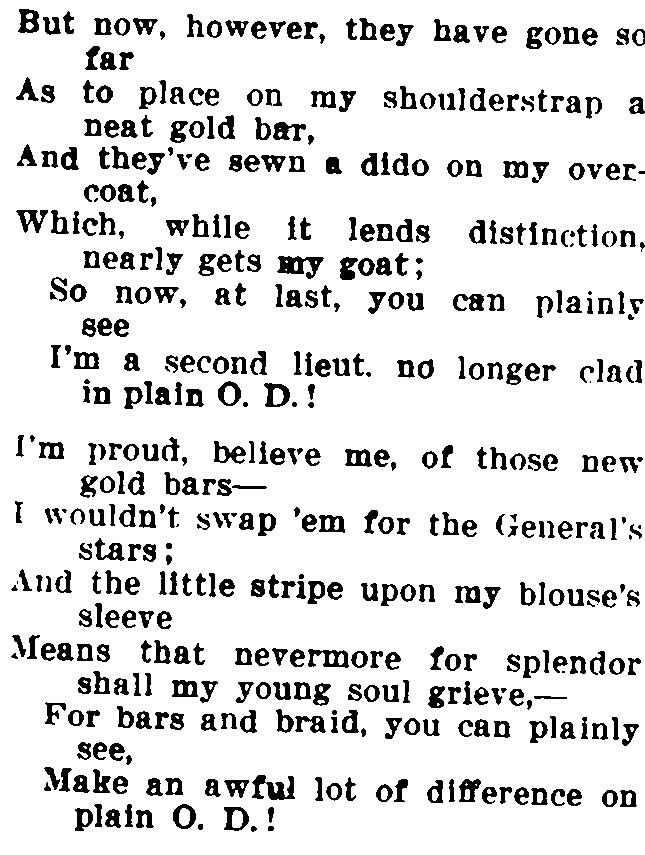 But now, however, they have gone so
far
As to place on my shoulderstrap a
neat gold bar,
And they've sewn a dido on my over-
coat,
Which, while it lends distinction,
nearly gets my goat;
So now, at last, you can plainly
see
I'm a second lieut. no longer clad
in plain O. D.!
I'm proud, believe me, of those new
gold bars—
I wouldn't swap 'em for the General's
stars;
And the little stripe upon my blouse's
sleeve
Means that nevermore for splendor
shall my young soul grieve,—
For bars and braid, you can plainly
see,
Make an awful lot of difference on
plain O. D.!